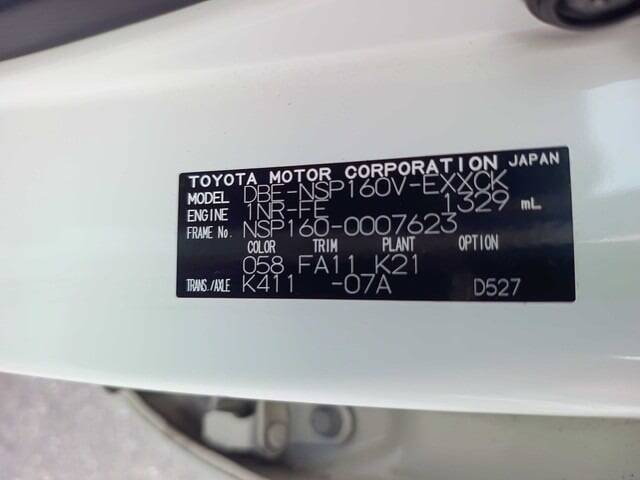 TOYOTA MOTOR CORPORATION JAPAN
MODEL DBE-NSP160V-EXXCK
ENGINE 1NR-FE 1329 mL
FRAME No. NSP160-0007623
COLOR TRIM PLANT OPTION
058 FA11 K21
TRANS./AXLE K411 -07A D527